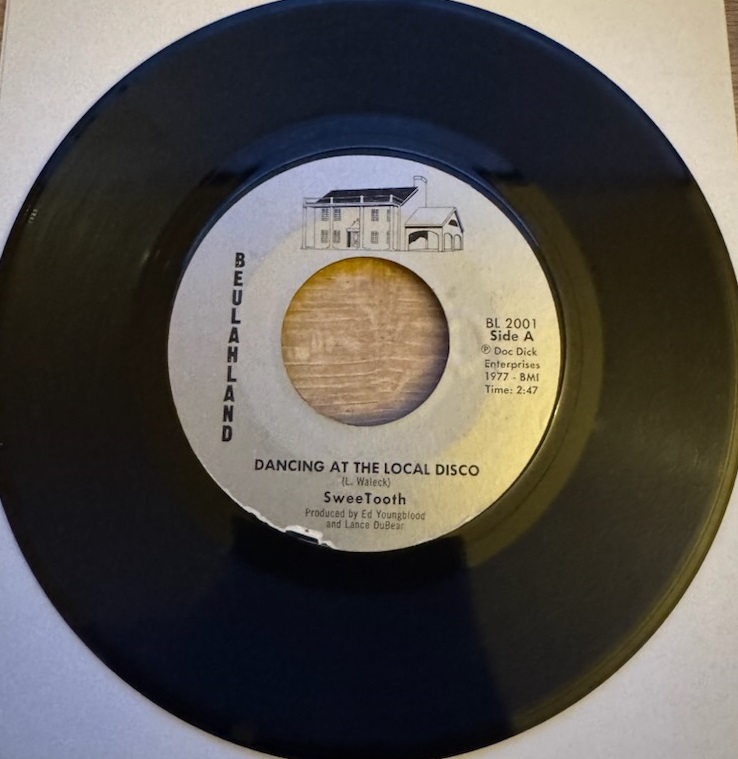 BEULAHLAND
BL 2001
Side A
℗ Doc Dick
Enterprises
1977 - BMI
Time: 2:47
DANCING AT THE LOCAL DISCO
(L. Waleck)
SweeTooth
Produced by Ed Youngblood
and Lance DuBear